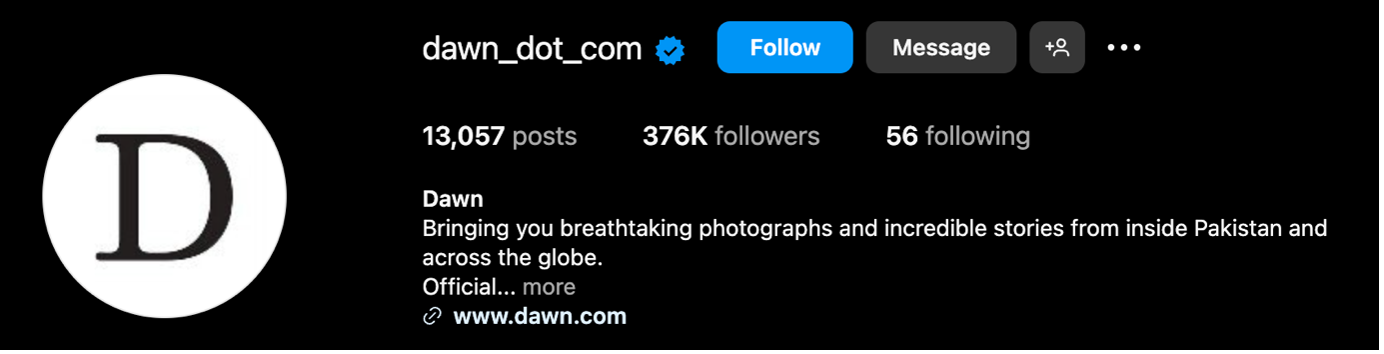 dawn_dot_com Follow Message
13,057 posts 376K followers 56 following
D
Dawn
Bringing you breathtaking photographs and incredible stories from inside Pakistan and
across the globe.
Official... more
www.dawn.com